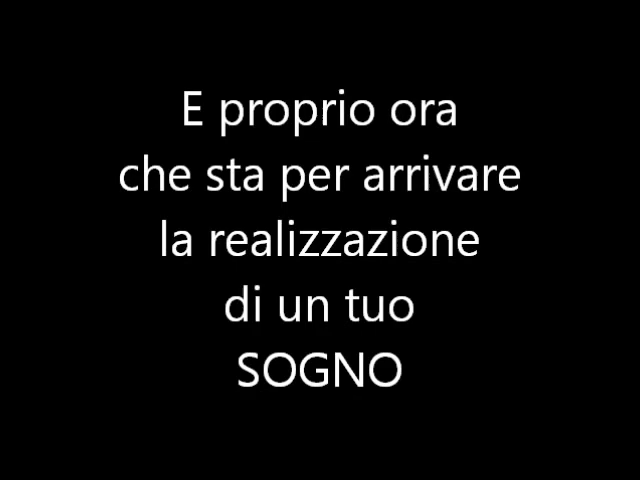 E proprio ora
che sta per arrivare
la realizzazione
di un tuo
SOGNO